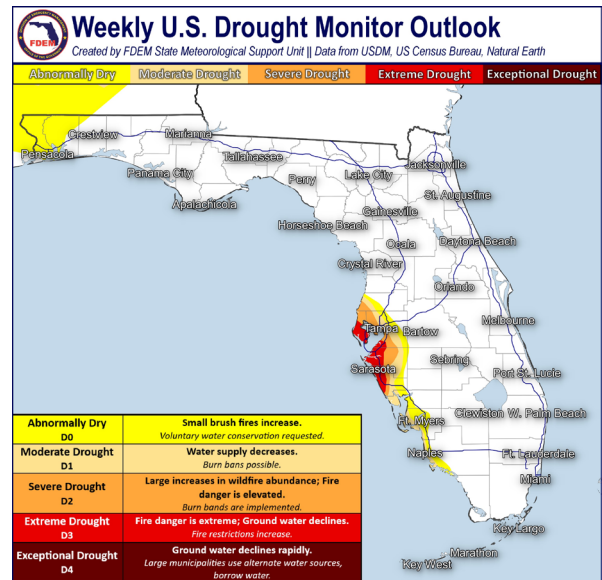 FDEM
Weekly U.S. Drought Monitor Outlook
Created by FDEM State Meteorological Support Unit || Data from USDM, US Census Bureau, Natural Earth
Abnormally Dry Moderate Drought Severe Drought Extreme Drought Exceptional Drought
Crestview
Marianna
Pensacola
Tallahassee
Jacksonville
Panama City
Perry
Lake City
Apalachicola
St. Augustine
Gainesville
Horseshoe Beach
Ocala
Daytona Beach
Crystal River
Orlando
Tampa
Bartow
Melbourne
Sebring
Sarasota
Port St. Lucie
Ft. Myers
Clewiston
W. Palm Beach
Naples
Ft. Lauderdale
Miami
Key Largo
Marathon
Key West
Abnormally Dry
D0
Small brush fires increase.
Voluntary water conservation requested.
Moderate Drought
D1
Water supply decreases.
Burn bans possible.
Severe Drought
D2
Large increases in wildfire abundance; Fire
danger is elevated.
Burn bands are implemented.
Extreme Drought
D3
Fire danger is extreme; Ground water declines.
Fire restrictions increase.
Exceptional Drought
D4
Ground water declines rapidly.
Large municipalities use alternate water sources,
borrow water.